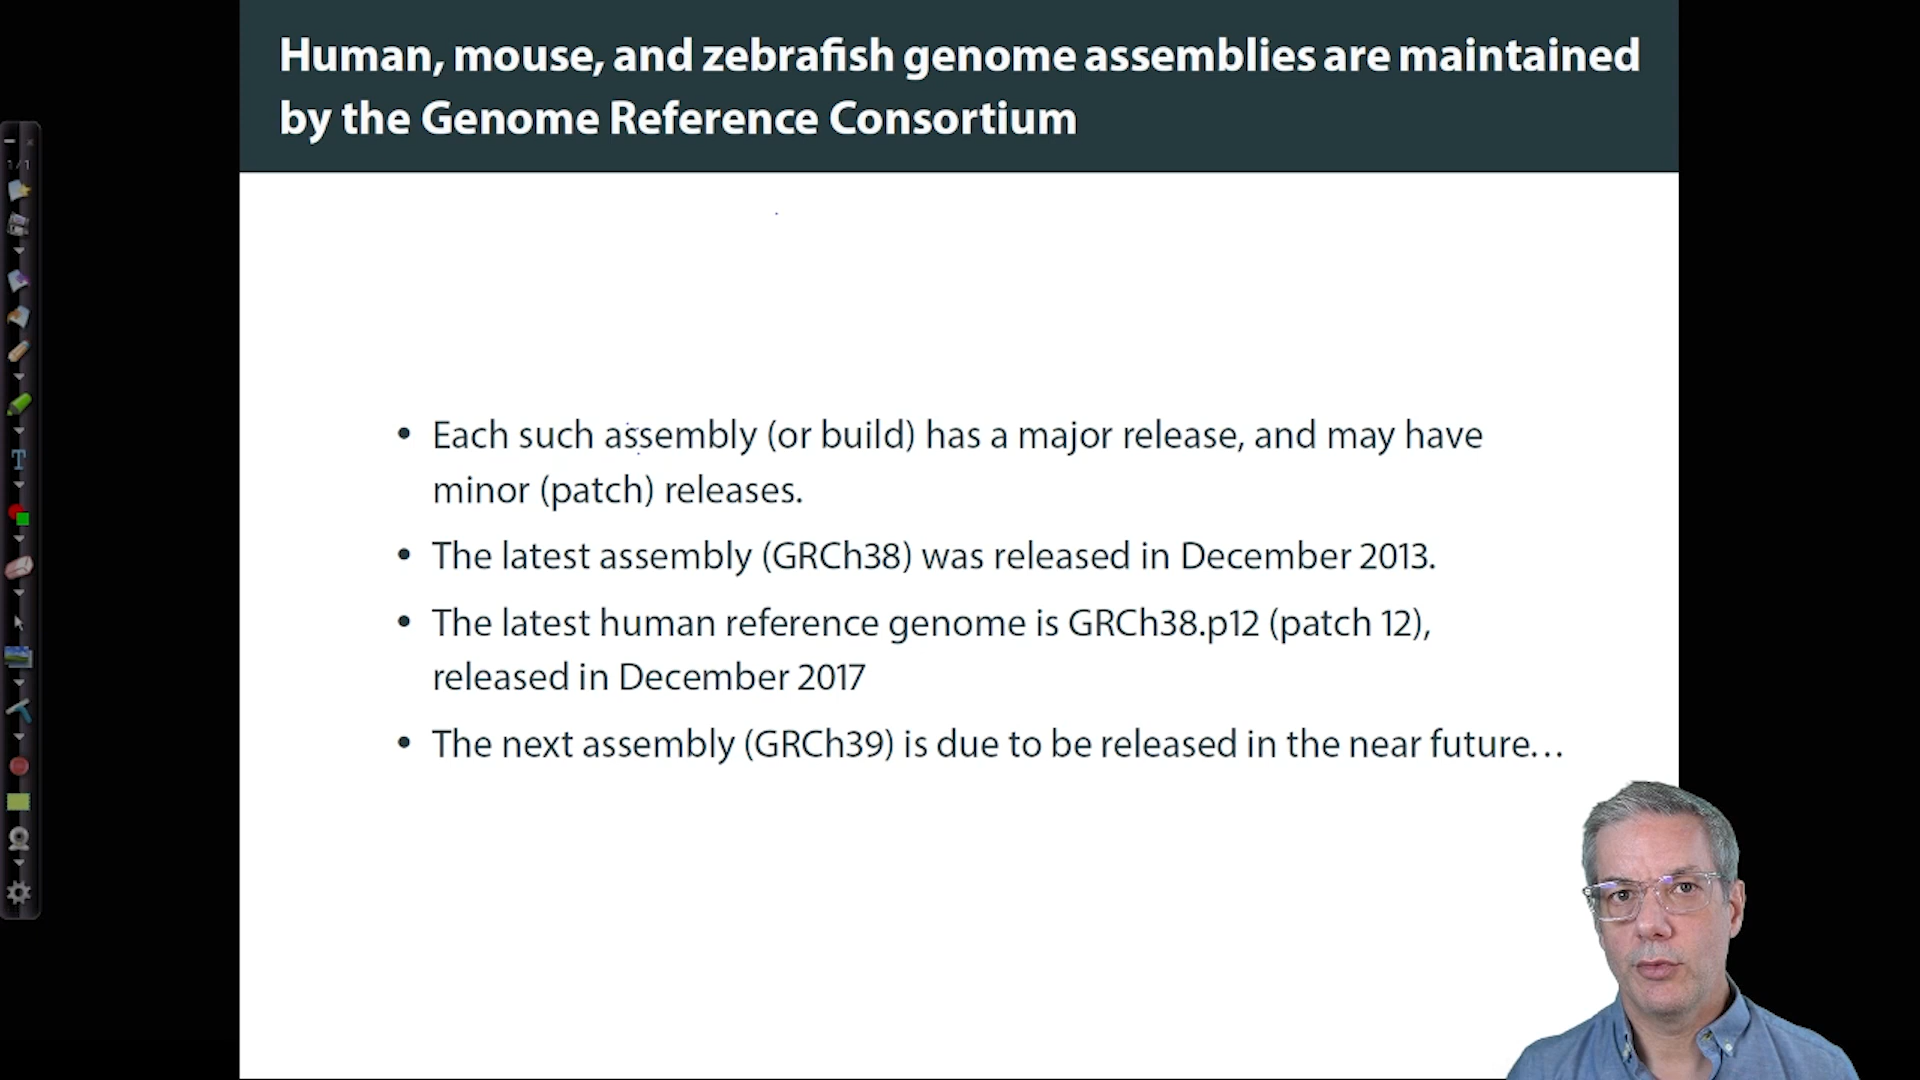 Human, mouse, and zebrafish genome assemblies are maintained
by the Genome Reference Consortium
1/1
• Each such assembly (or build) has a major release, and may have
minor (patch) releases.
• The latest assembly (GRCh38) was released in December 2013.
• The latest human reference genome is GRCh38.p12 (patch 12),
released in December 2017
• The next assembly (GRCh39) is due to be released in the near future…